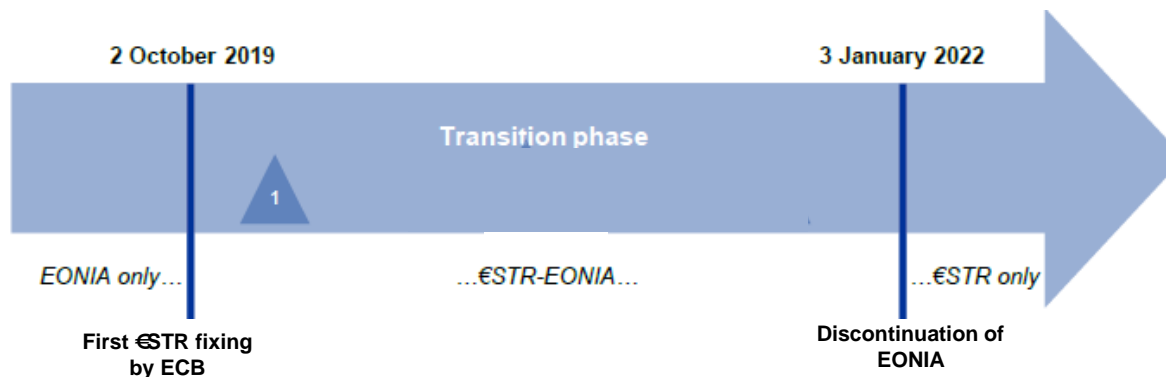 2 October 2019
3 January 2022
Transition phase
1
EONIA only…
…€STR-EONIA…
…€STR only
First €STR fixing
by ECB
Discontinuation of
EONIA